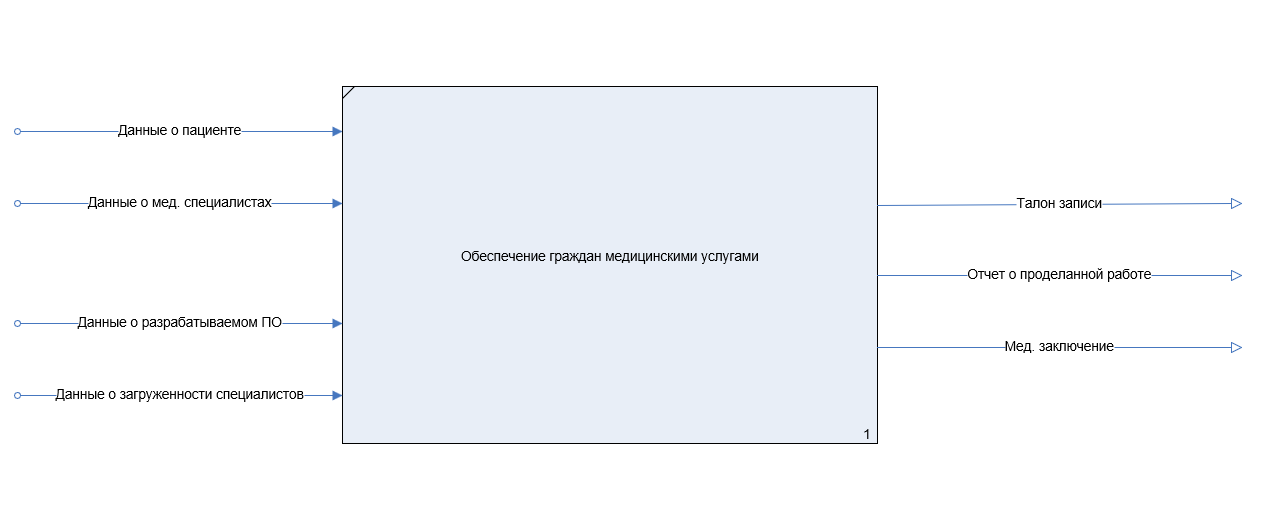 Данные о пациенте
Данные о мед. специалистах
Данные о разрабатываемом ПО
Данные о загруженности специалистов
Обеспечение граждан медицинскими услугами
1
Талон записи
Отчет о проделанной работе
Мед. заключение